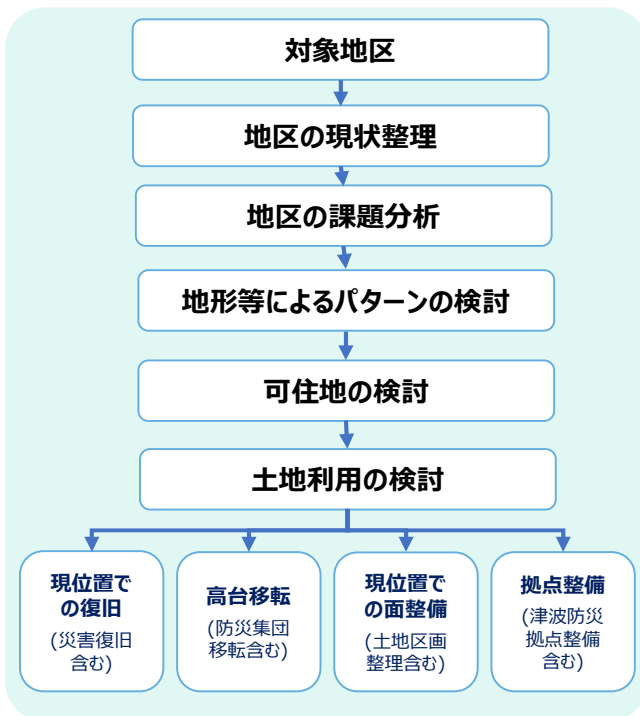 対象地区
地区の現状整理
地区の課題分析
地形等によるパターンの検討
可住地の検討
土地利用の検討
現位置で
の復旧
(災害復旧
含む)
高台移転
(防災集団
移転含む)
現位置で
の面整備
(土地区画
整理含む)
拠点整備
(津波防災
拠点整備
含む)